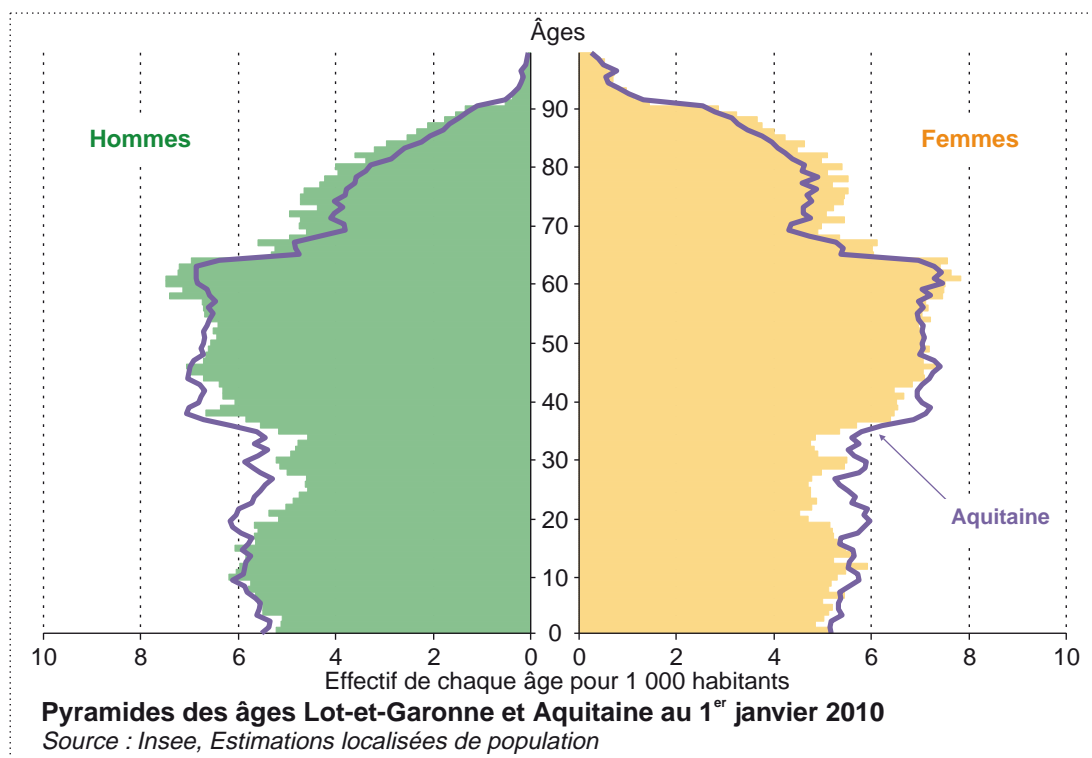 Âges
Hommes
Femmes
Aquitaine
90
80
70
60
50
40
30
20
10
0
10 8 6 4 2 0
0 2 4 6 8 10
Effectif de chaque âge pour 1 000 habitants
Pyramides des âges Lot-et-Garonne et Aquitaine au 1er janvier 2010
Source : Insee, Estimations localisées de population